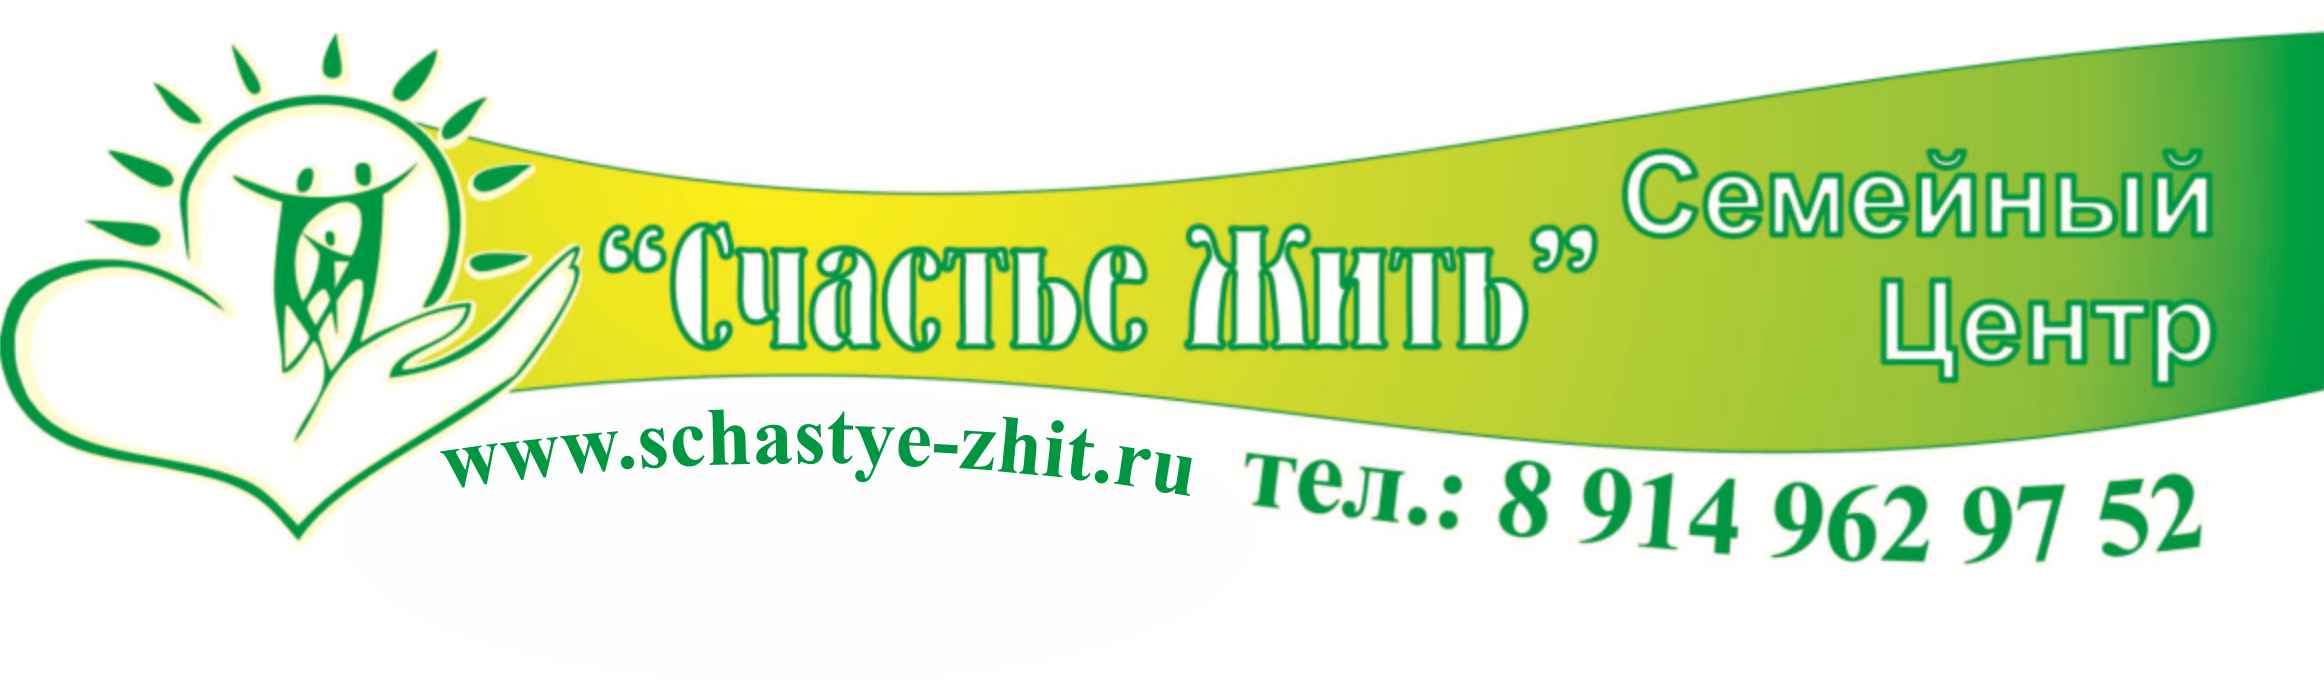 “Счастье Жить”
Семейный
Центр
www.schastye-zhit.ru
тел.: 8 914 962 97 52